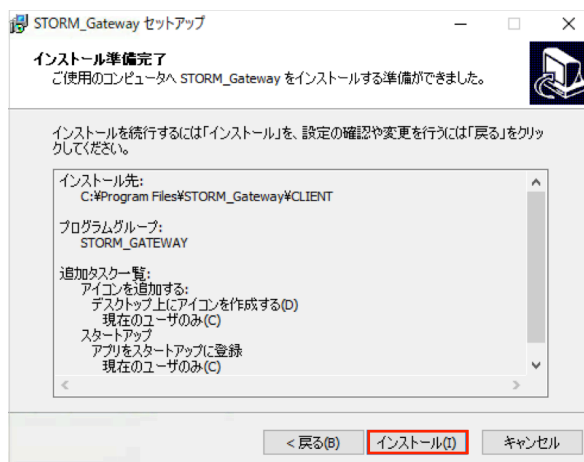 STORM_Gateway セットアップ
インストール準備完了
ご使用のコンピュータへ STORM_Gateway をインストールする準備ができました。
インストールを続行するには「インストール」を、設定の確認や変更を行うには「戻る」をクリッ
クしてください。
インストール先:
C:¥Program Files¥STORM_Gateway¥CLIENT
プログラムグループ:
STORM_GATEWAY
追加タスク一覧:
アイコンを追加する:
デスクトップ上にアイコンを作成する(D)
現在のユーザのみ(C)
スタートアップ
アプリをスタートアップに登録
現在のユーザのみ(C)
< 戻る(B) インストール(I) キャンセル